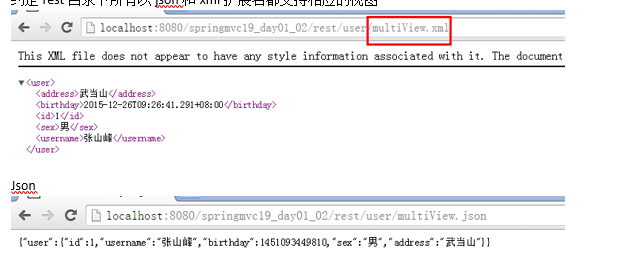 rest 目录下所有以 json 和 xml 扩展名都支持相应的视图
localhost:8080/springmvc19_day01_02/rest/user/multiView.xml
This XML file does not appear to have any style information associated with it. The document
▼<user>
<address>武当山</address>
<birthday>2015-12-26T09:26:41.291+08:00</birthday>
<id>1</id>
<sex>男</sex>
<username>张山峰</username>
</user>
Json
localhost:8080/springmvc19_day01_02/rest/user/multiView.json
{"user":{"id":1,"username":"张山峰","birthday":1451093449810,"sex":"男","address":"武当山"}}